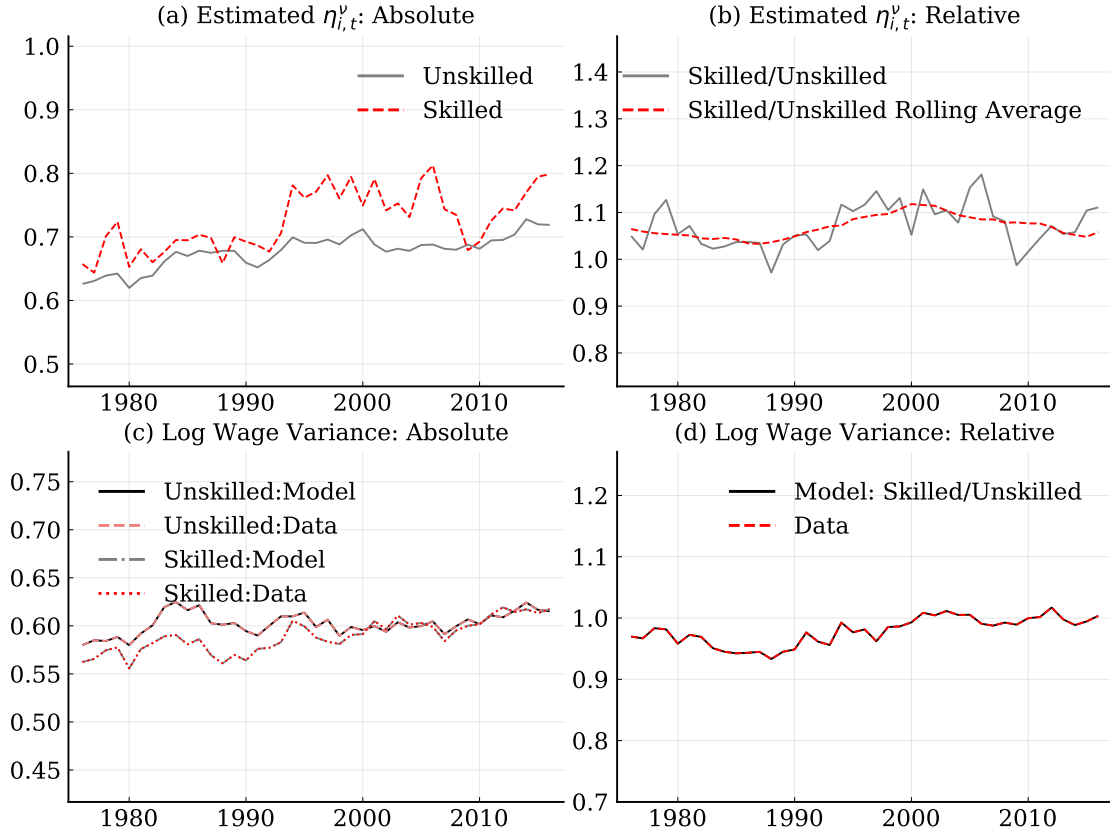 (a) Estimated η^ν_{i,t}: Absolute
1.0
0.9
0.8
0.7
0.6
0.5
Unskilled
Skilled
1980 1990 2000 2010
(b) Estimated η^ν_{i,t}: Relative
1.4
1.3
1.2
1.1
1.0
0.9
0.8
Skilled/Unskilled
Skilled/Unskilled Rolling Average
1980 1990 2000 2010
(c) Log Wage Variance: Absolute
0.75
0.70
0.65
0.60
0.55
0.50
0.45
Unskilled:Model
Unskilled:Data
Skilled:Model
Skilled:Data
1980 1990 2000 2010
(d) Log Wage Variance: Relative
1.2
1.1
1.0
0.9
0.8
0.7
Model: Skilled/Unskilled
Data
1980 1990 2000 2010